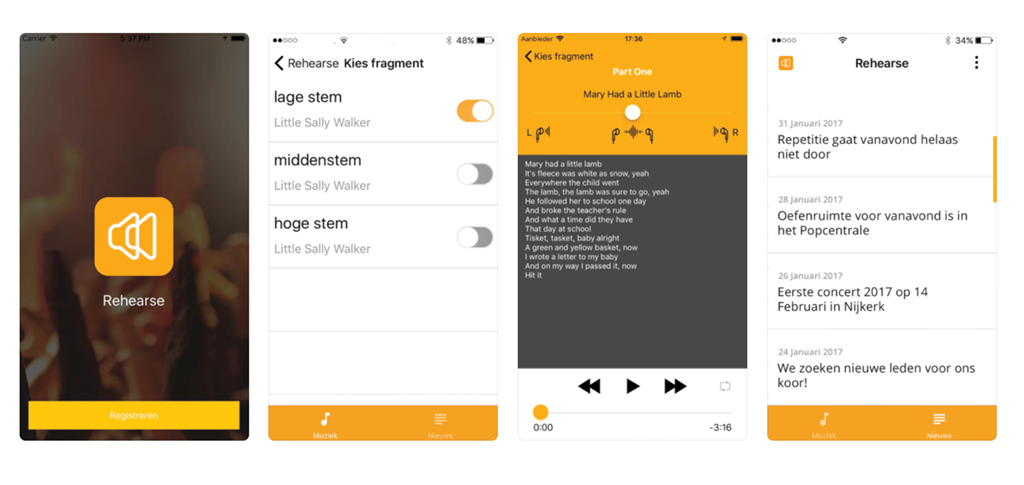 Carrier 5:37 PM
Rehearse
Registreren
48%
Rehearse Kies fragment
lage stem
Little Sally Walker
middenstem
Little Sally Walker
hoge stem
Little Sally Walker
Muziek Nieuws
Aanbieder 17:36
Kies fragment
Part One
Mary Had a Little Lamb
L R
Mary had a little lamb
It's fleece was white as snow, yeah
Everywhere the child went
The lamb, the lamb was sure to go, yeah
He followed her to school one day
And broke the teacher's rule
And what a time did they have
That day at school
Tisket, tasket, baby alright
A green and yellow basket, now
I wrote a letter to my baby
And on my way I passed it, now
Hit it
0:00 -3:16
34%
Rehearse
31 Januari 2017
Repetitie gaat vanavond helaas
niet door
28 Januari 2017
Oefenruimte voor vanavond is in
het Popcentrale
26 Januari 2017
Eerste concert 2017 op 14
Februari in Nijkerk
24 Januari 2017
We zoeken nieuwe leden voor ons
koor!
Muziek Nieuws